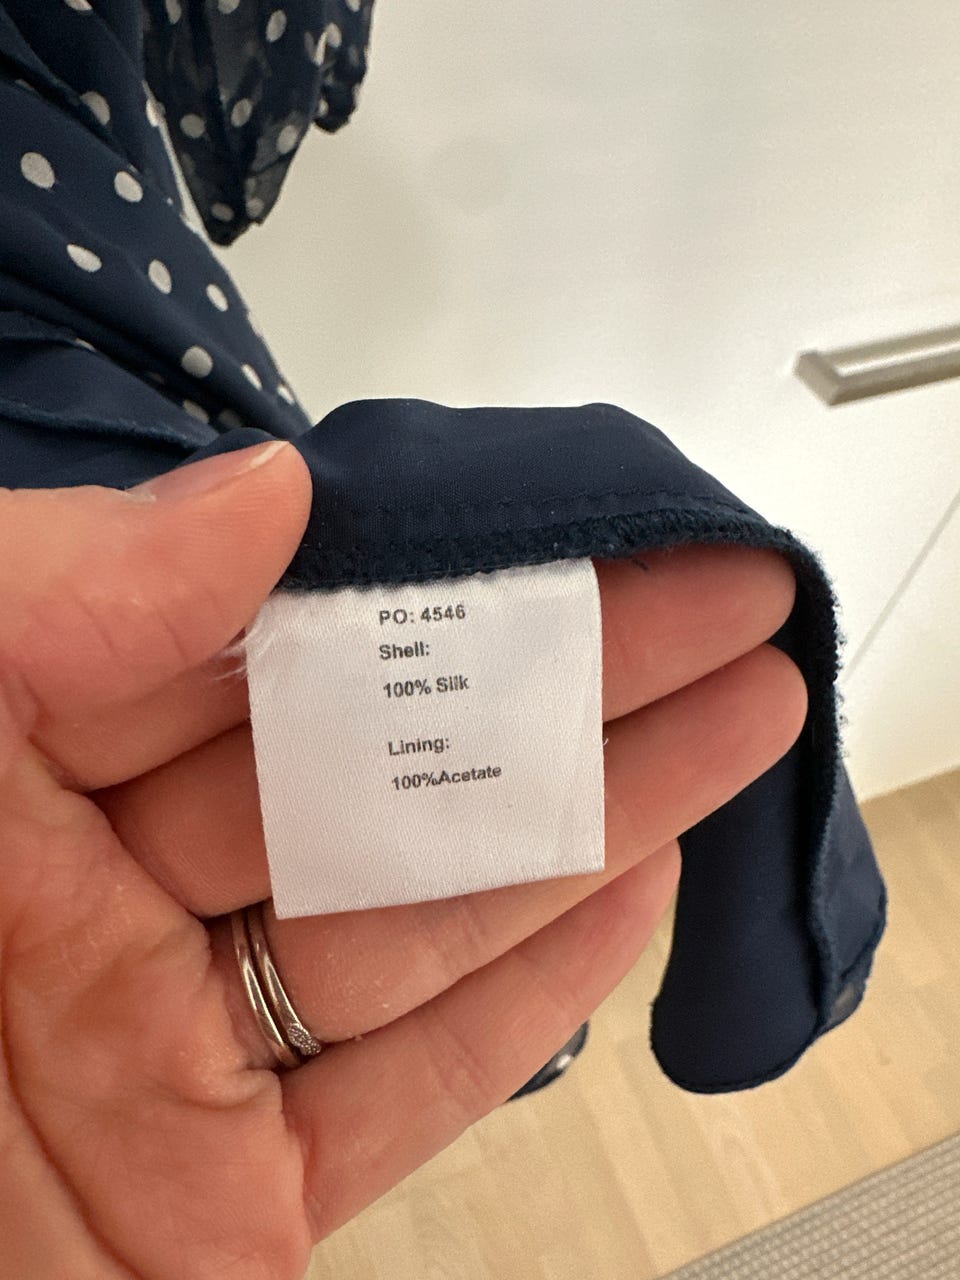 PO: 4546
Shell:
100% Silk
Lining:
100%Acetate